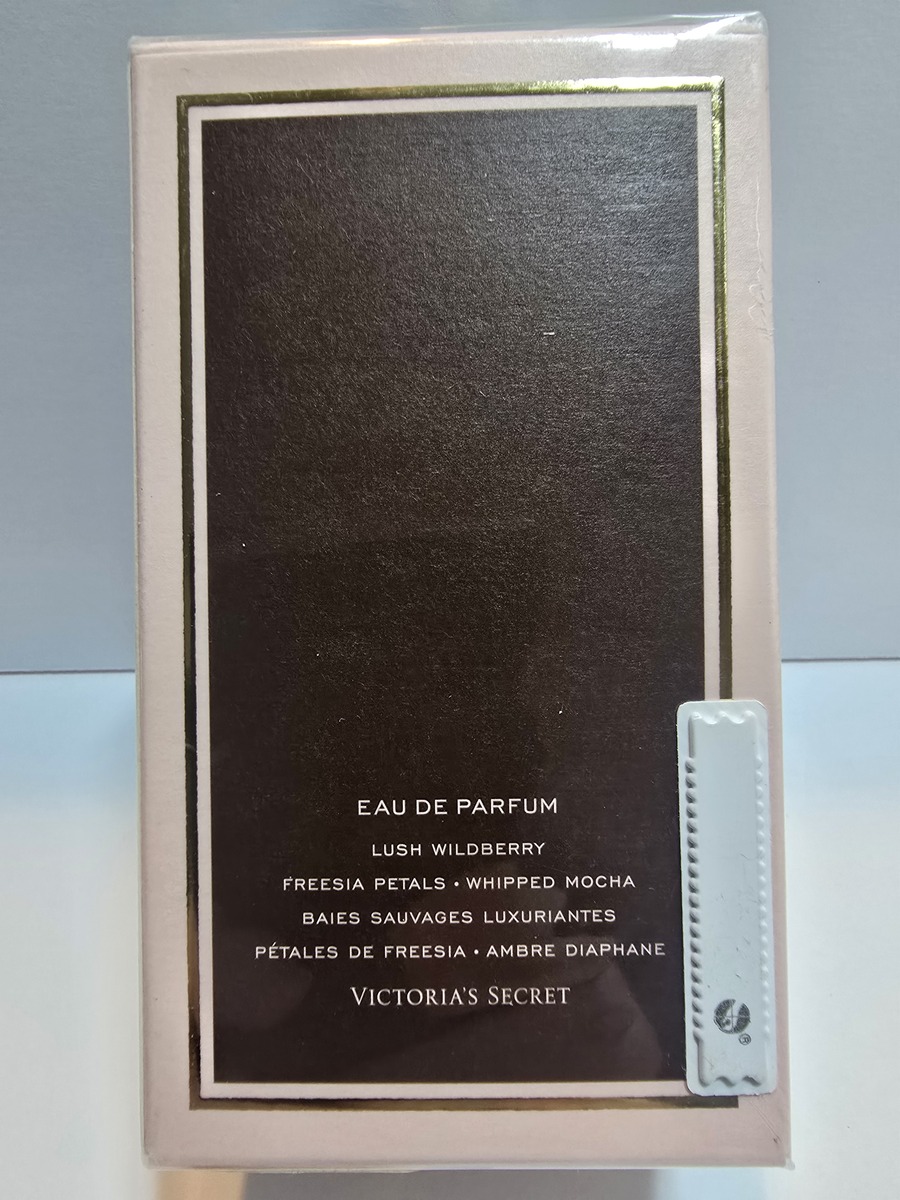 EAU DE PARFUM
LUSH WILDBERRY
FREESIA PETALS • WHIPPED MOCHA
BAIES SAUVAGES LUXURIANTES
PÉTALES DE FREESIA • AMBRE DIAPHANE
VICTORIA'S SECRET
®